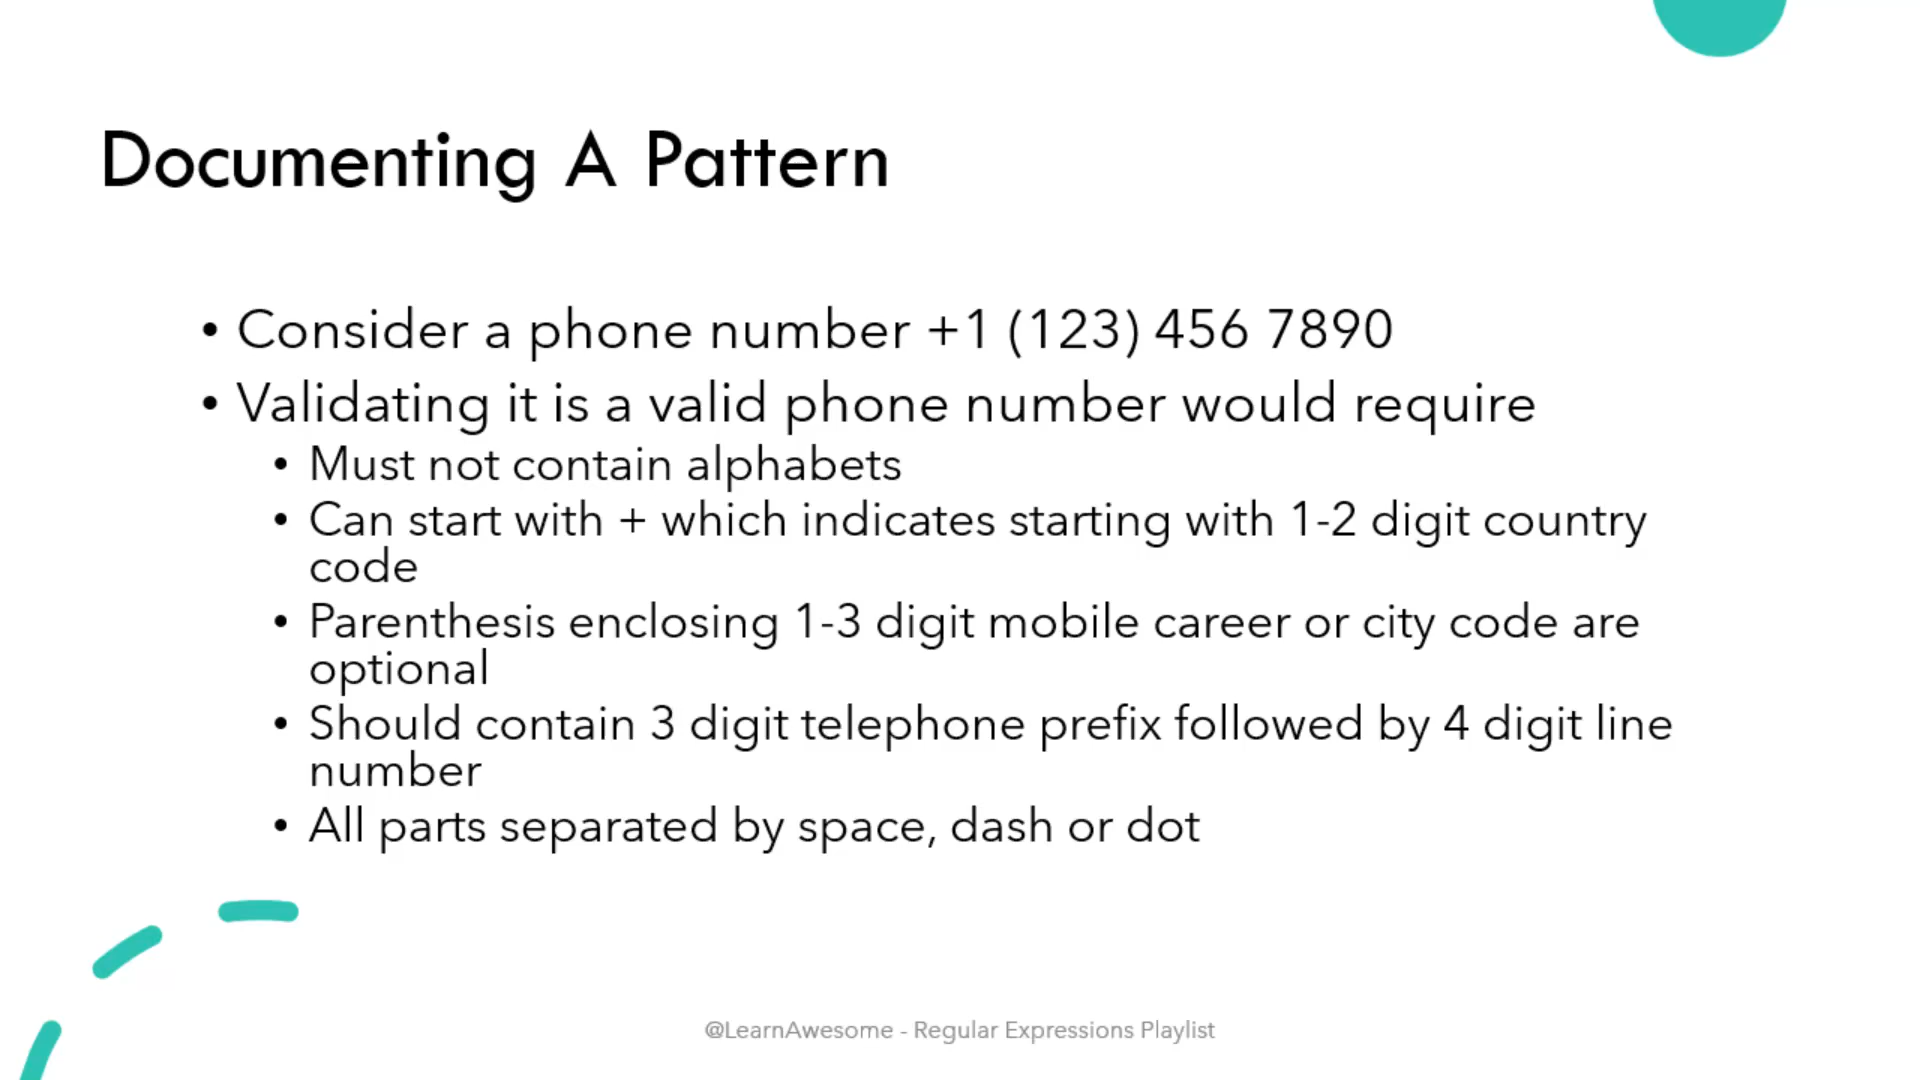 Documenting A Pattern
• Consider a phone number +1 (123) 456 7890
• Validating it is a valid phone number would require
• Must not contain alphabets
• Can start with + which indicates starting with 1-2 digit country
code
• Parenthesis enclosing 1-3 digit mobile career or city code are
optional
• Should contain 3 digit telephone prefix followed by 4 digit line
number
• All parts separated by space, dash or dot
@LearnAwesome - Regular Expressions Playlist